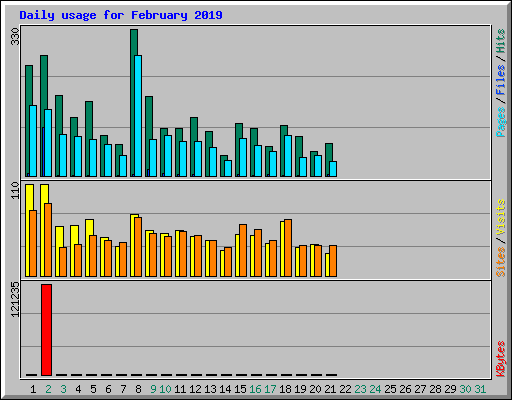 Daily usage for February 2019
330
Pages / Files / Hits
110
Sites / Visits
121235
KBytes
1 2 3 4 5 6 7 8 9 10 11 12 13 14 15 16 17 18 19 20 21 22 23 24 25 26 27 28 29 30 31